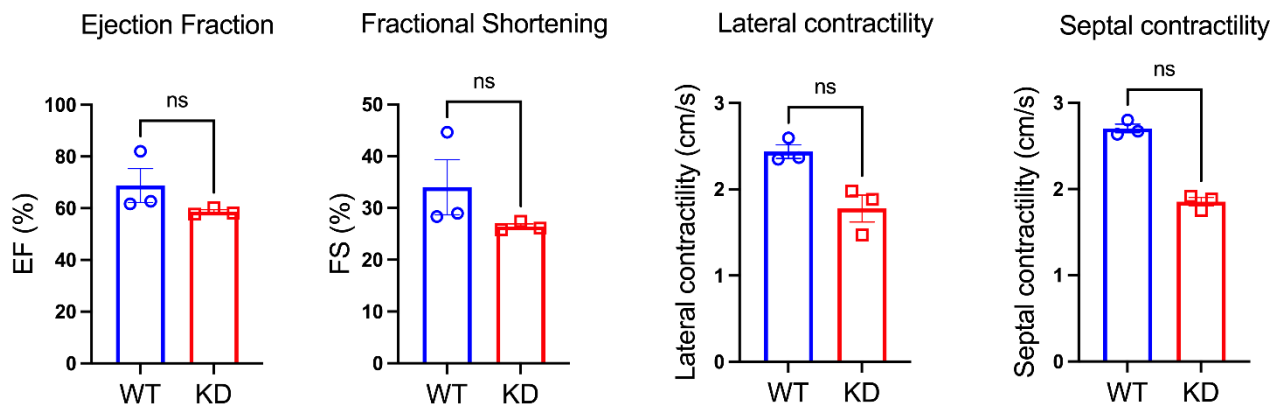 Ejection Fraction
EF (%)
100
80
60
40
20
0
ns
WT KD
Fractional Shortening
FS (%)
50
40
30
20
10
0
ns
WT KD
Lateral contractility
Lateral contractility (cm/s)
3
2
1
0
ns
WT KD
Septal contractility
Septal contractility (cm/s)
3
2
1
0
ns
WT KD